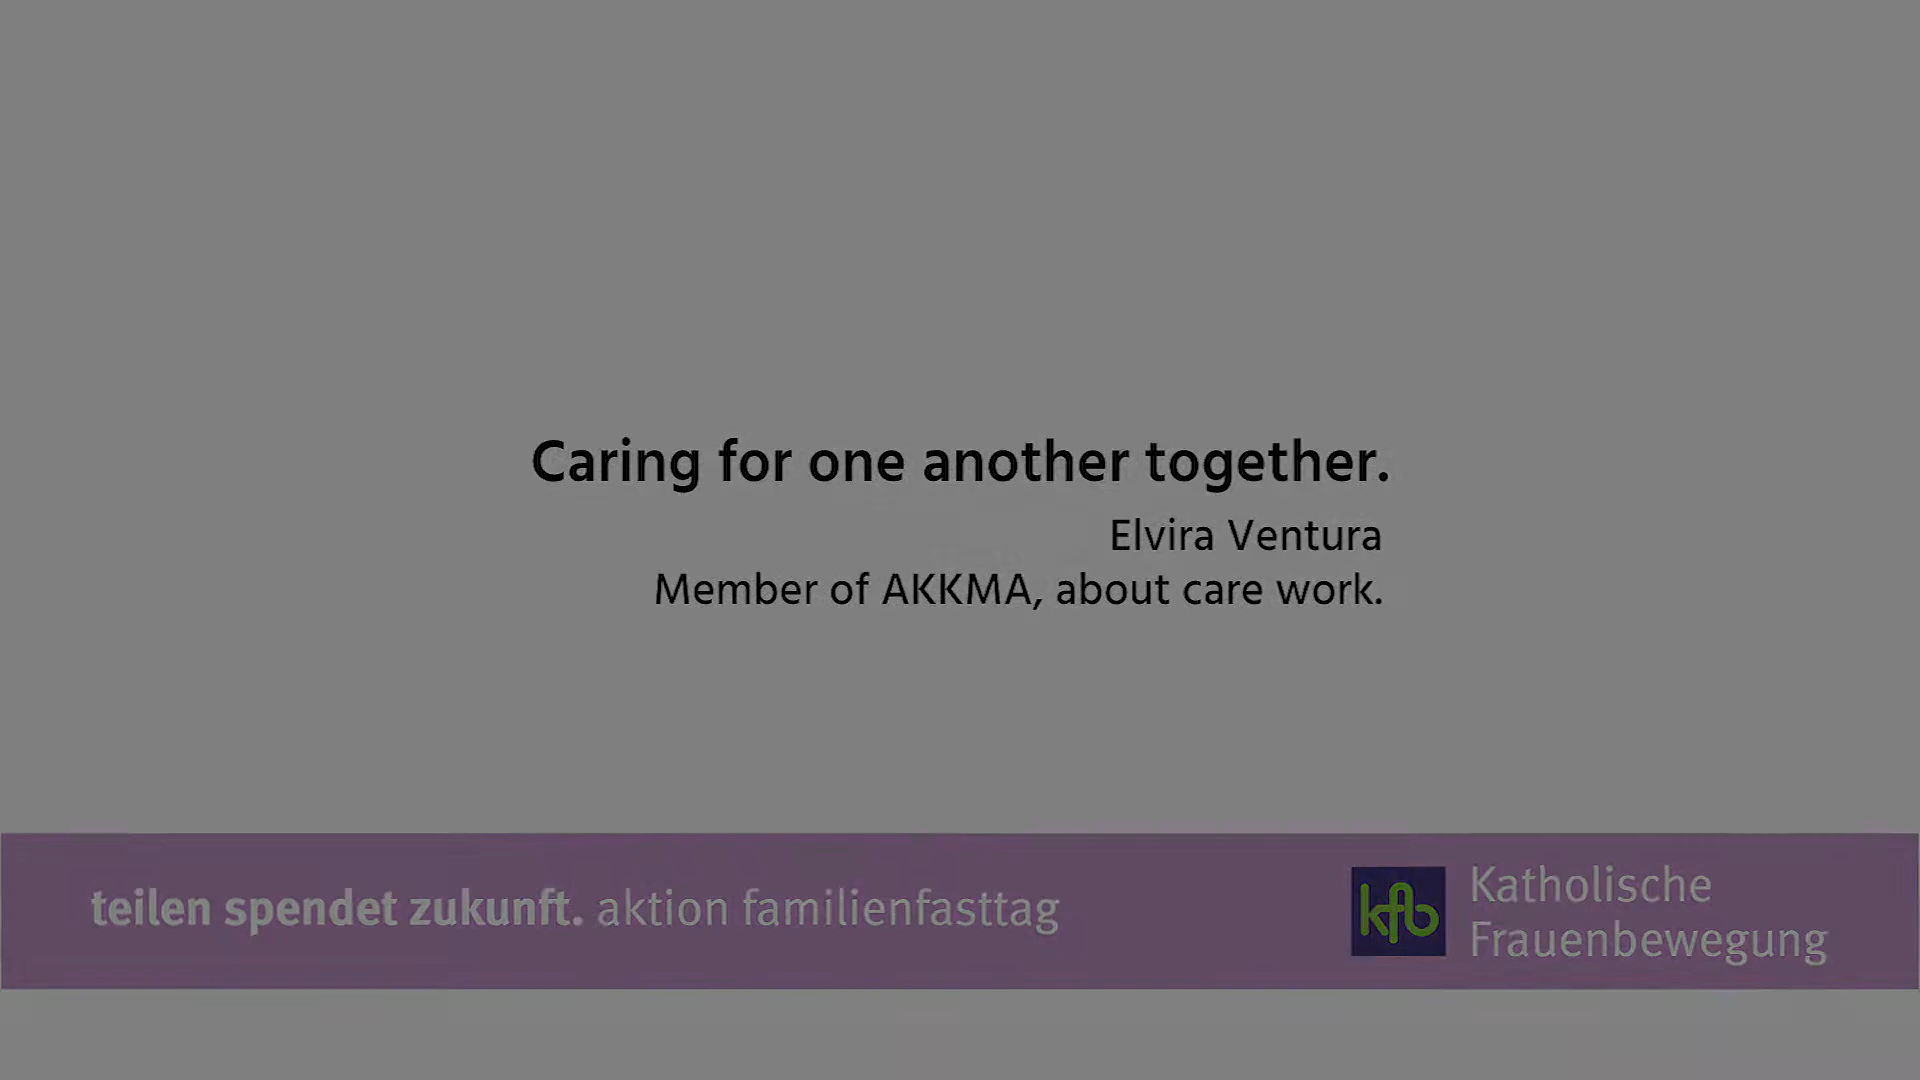 Caring for one another together.
Elvira Ventura
Member of AKKMA, about care work.
teilen spendet zukunft. aktion familienfasttag
kfb
Katholische
Frauenbewegung